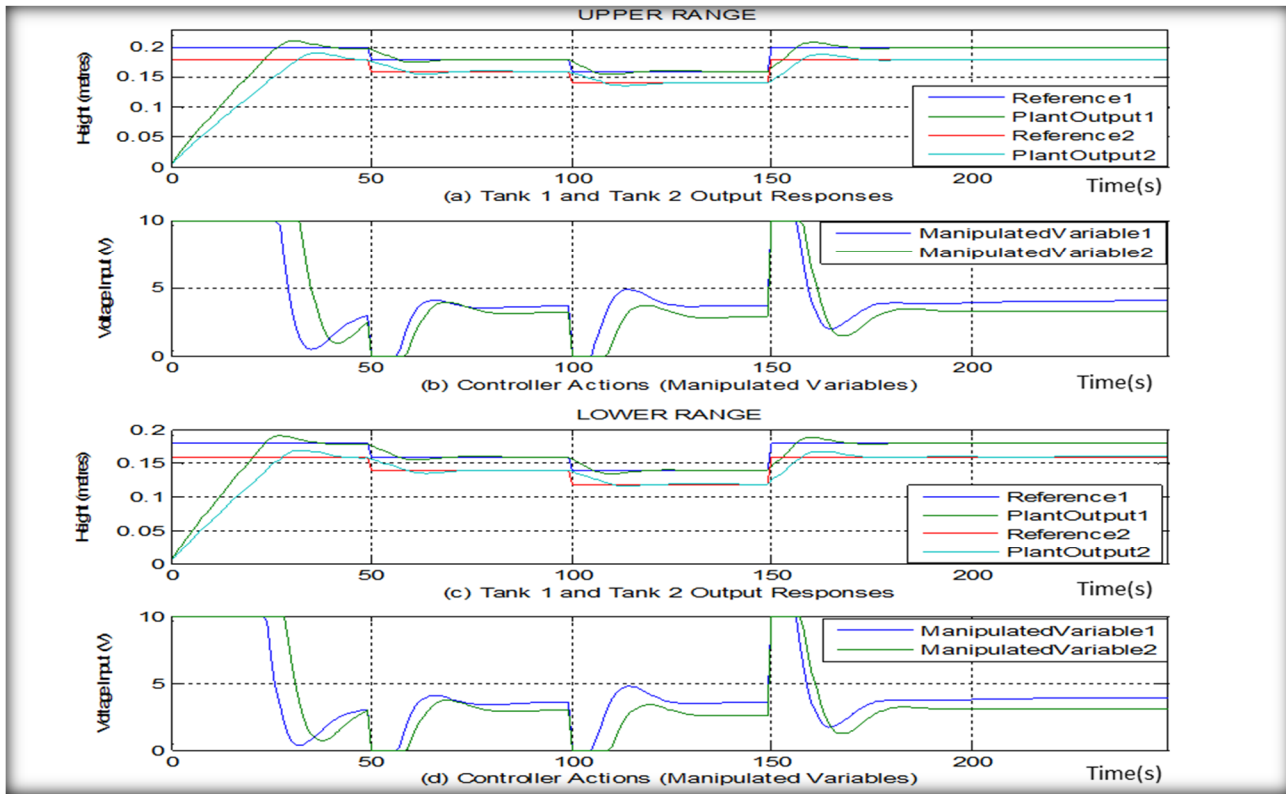 UPPER RANGE
0.2
0.15
0.1
0.05
0
Height (metres)
Reference1
PlantOutput1
Reference2
PlantOutput2
0 50 100 150 200 Time(s)
(a) Tank 1 and Tank 2 Output Responses
10
5
0
Voltage Input (V)
ManipulatedVariable1
ManipulatedVariable2
0 50 100 150 200 Time(s)
(b) Controller Actions (Manipulated Variables)
LOWER RANGE
0.2
0.15
0.1
0.05
0
Height (metres)
Reference1
PlantOutput1
Reference2
PlantOutput2
0 50 100 150 200 Time(s)
(c) Tank 1 and Tank 2 Output Responses
10
5
0
Voltage Input (V)
ManipulatedVariable1
ManipulatedVariable2
0 50 100 150 200 Time(s)
(d) Controller Actions (Manipulated Variables)